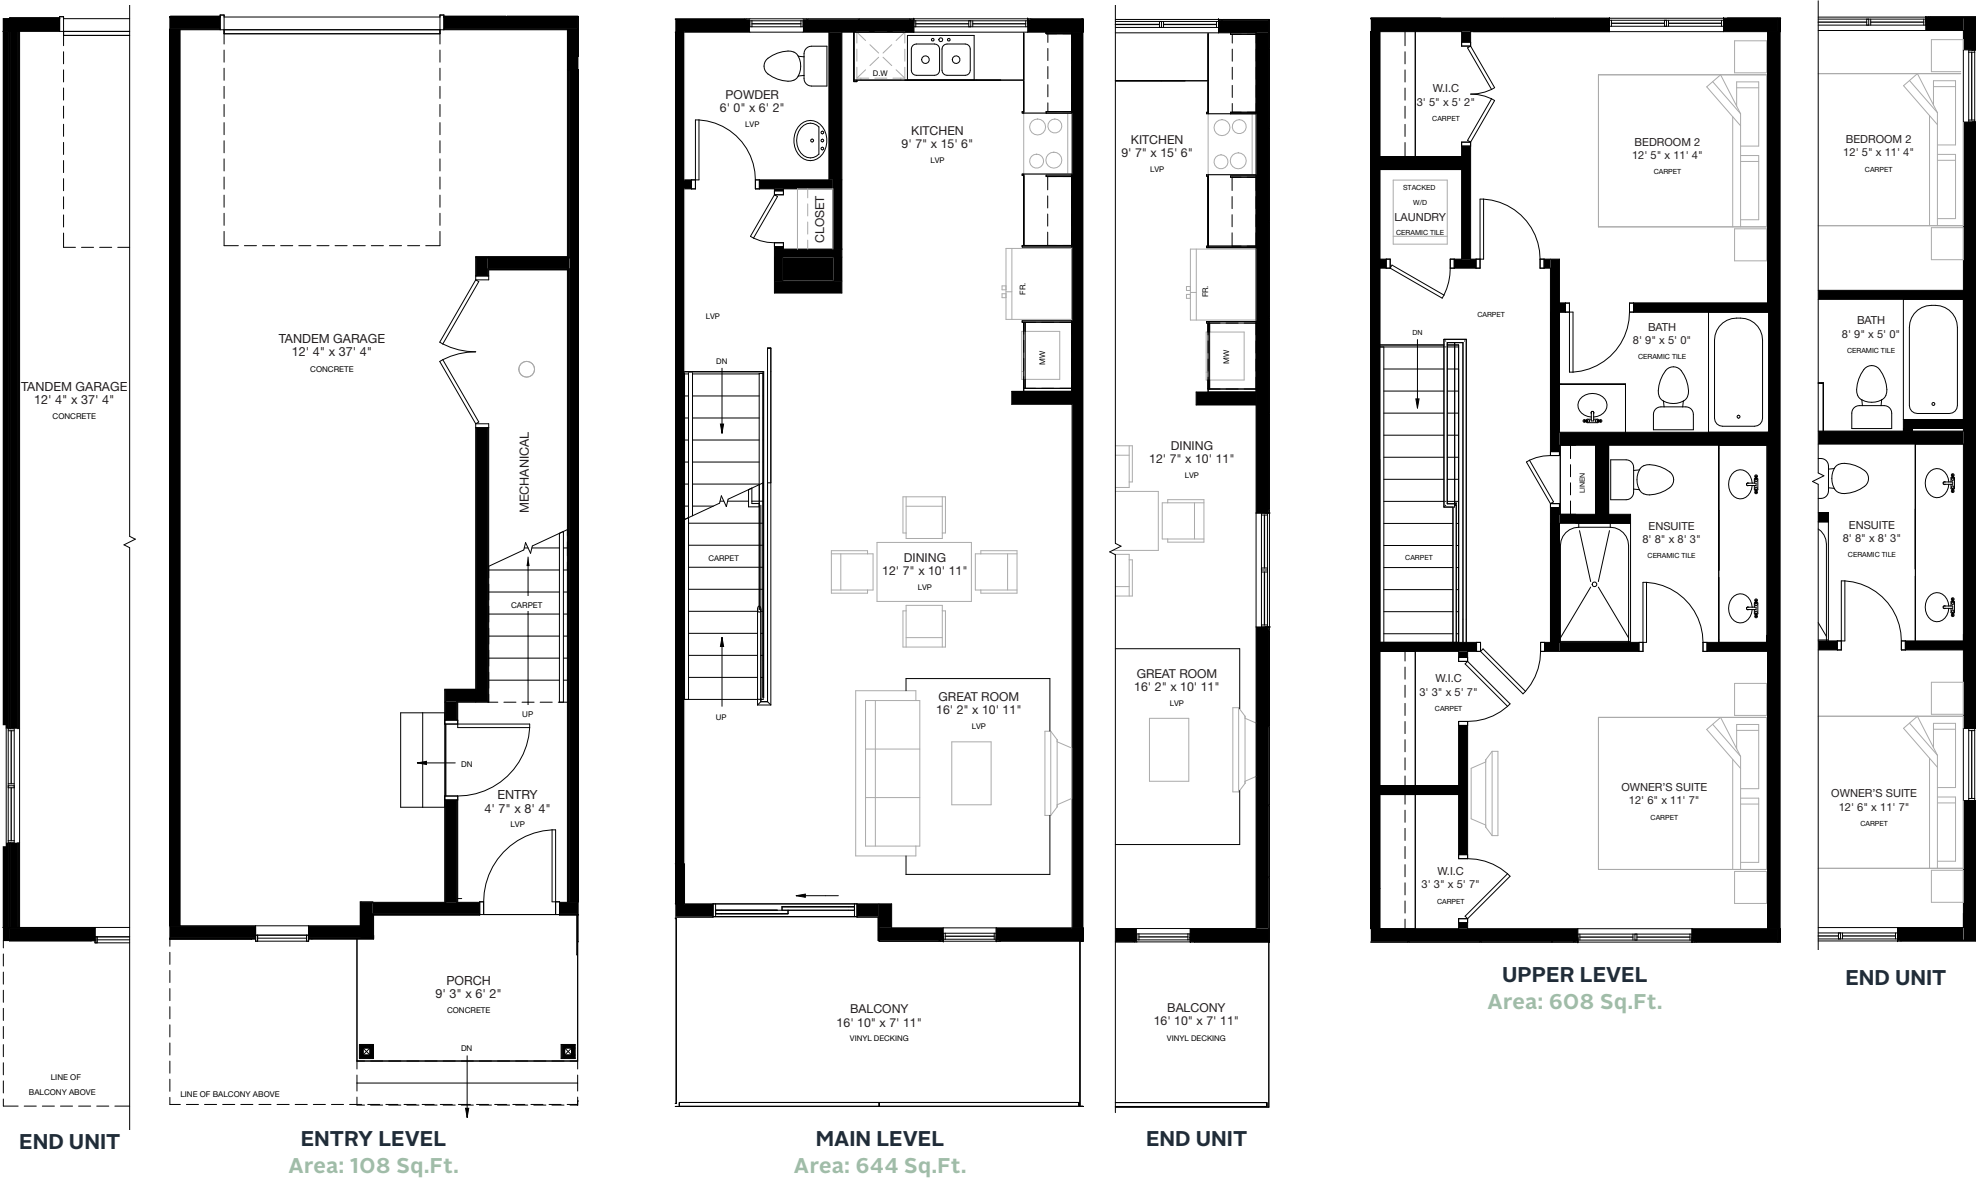 TANDEM GARAGE
12' 4" x 37' 4"
CONCRETE
LINE OF
BALCONY ABOVE
END UNIT
TANDEM GARAGE
12' 4" x 37' 4"
CONCRETE
MECHANICAL
CARPET
UP
DN
ENTRY
4' 7" x 8' 4"
LVP
PORCH
9' 3" x 6' 2"
CONCRETE
DN
LINE OF BALCONY ABOVE
ENTRY LEVEL
Area: 108 Sq.Ft.
POWDER
6' 0" x 6' 2"
LVP
D.W
KITCHEN
9' 7" x 15' 6"
LVP
CLOSET
FR.
LVP
MW
DN
CARPET
DINING
12' 7" x 10' 11"
LVP
UP
GREAT ROOM
16' 2" x 10' 11"
LVP
BALCONY
16' 10" x 7' 11"
VINYL DECKING
MAIN LEVEL
Area: 644 Sq.Ft.
KITCHEN
9' 7" x 15' 6"
LVP
FR.
MW
DINING
12' 7" x 10' 11"
LVP
GREAT ROOM
16' 2" x 10' 11"
LVP
BALCONY
16' 10" x 7' 11"
VINYL DECKING
END UNIT
W.I.C
3' 5" x 5' 2"
CARPET
BEDROOM 2
12' 5" x 11' 4"
CARPET
STACKED
W/D
LAUNDRY
CERAMIC TILE
CARPET
DN
BATH
8' 9" x 5' 0"
CERAMIC TILE
LINEN
ENSUITE
8' 8" x 8' 3"
CERAMIC TILE
CARPET
W.I.C
3' 3" x 5' 7"
CARPET
OWNER'S SUITE
12' 6" x 11' 7"
CARPET
W.I.C
3' 3" x 5' 7"
CARPET
UPPER LEVEL
Area: 608 Sq.Ft.
BEDROOM 2
12' 5" x 11' 4"
CARPET
BATH
8' 9" x 5' 0"
CERAMIC TILE
ENSUITE
8' 8" x 8' 3"
CERAMIC TILE
OWNER'S SUITE
12' 6" x 11' 7"
CARPET
END UNIT